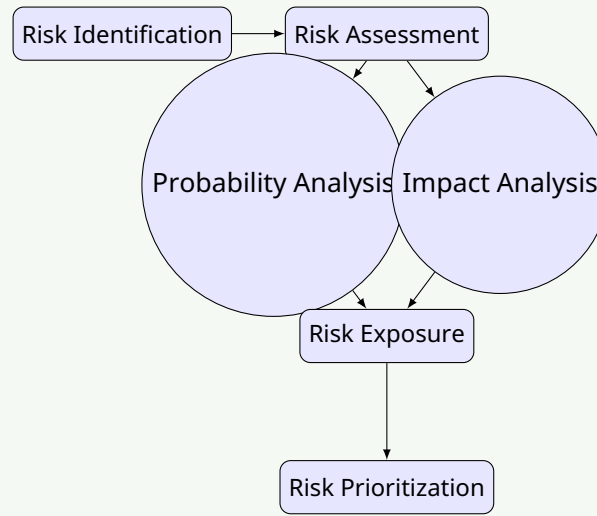 Risk Identification
Risk Assessment
Probability Analysis
Impact Analysis
Risk Exposure
Risk Prioritization